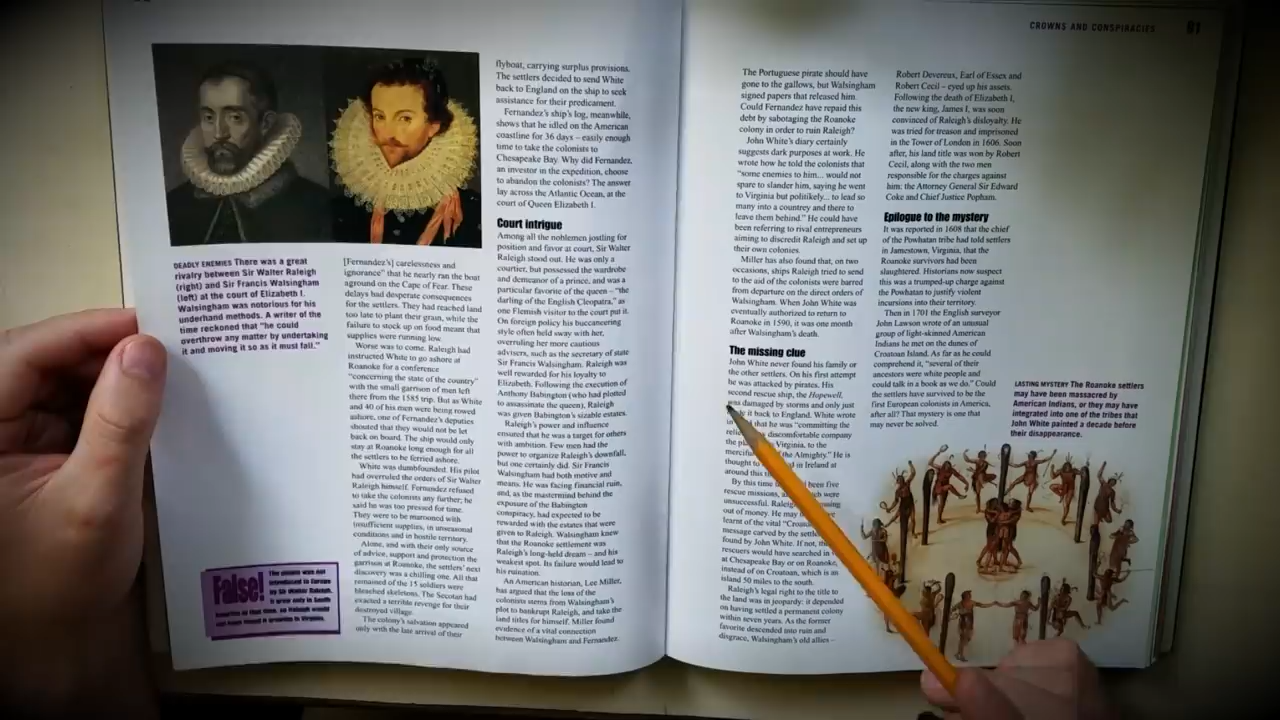 CROWNS AND CONSPIRACIES 81
DEADLY ENEMIES There was a great
rivalry between Sir Walter Raleigh
(right) and Sir Francis Walsingham
(left) at the court of Elizabeth I.
Walsingham was notorious for his
underhand methods. A writer of the
time reckoned that "he could
overthrow any matter by undertaking
it and moving it so as it must fall."
False!
The potato was not
introduced to Europe
by Sir Walter Raleigh.
It grew only in South
America at that time, so Raleigh would
not have found it growing in Virginia.
[Fernandez's] carelessness and
ignorance" that he nearly ran the boat
aground on the Cape of Fear. These
delays had desperate consequences
for the settlers. They had reached land
too late to plant their grain, while the
failure to stock up on food meant that
supplies were running low.
Worse was to come. Raleigh had
instructed White to go ashore at
Roanoke for a conference
"concerning the state of the country"
with the small garrison of men left
there from the 1585 trip. But as White
and 40 of his men were being rowed
ashore, one of Fernandez's deputies
shouted that they would not be let
back on board. The ship would only
stay at Roanoke long enough for all
the settlers to be ferried ashore.
White was dumbfounded. His pilot
had overruled the orders of Sir Walter
Raleigh himself. Fernandez refused
to take the colonists any further; he
said he was too pressed for time.
They were to be marooned with
insufficient supplies, in unseasonal
conditions and in hostile territory.
Alone, and with their only source
of advice, support and protection the
garrison at Roanoke, the settlers' next
discovery was a chilling one. All that
remained of the 15 soldiers were
bleached skeletons. The Secotan had
exacted a terrible revenge for their
destroyed village.
The colony's salvation appeared
only with the late arrival of their
flyboat, carrying surplus provisions.
The settlers decided to send White
back to England on the ship to seek
assistance for their predicament.
Fernandez's ship's log, meanwhile,
shows that he idled on the American
coastline for 36 days – easily enough
time to take the colonists to
Chesapeake Bay. Why did Fernandez,
an investor in the expedition, choose
to abandon the colonists? The answer
lay across the Atlantic Ocean, at the
court of Queen Elizabeth I.
Court intrigue
Among all the noblemen jostling for
position and favor at court, Sir Walter
Raleigh stood out. He was only a
courtier, but possessed the wardrobe
and demeanor of a prince, and was a
particular favorite of the queen – "the
darling of the English Cleopatra," as
one Flemish visitor to the court put it.
On foreign policy his buccaneering
style often held sway with her,
overruling her more cautious
advisers, such as the secretary of state
Sir Francis Walsingham. Raleigh was
well rewarded for his loyalty to
Elizabeth. Following the execution of
Anthony Babington (who had plotted
to assassinate the queen), Raleigh
was given Babington's sizable estates.
Raleigh's power and influence
ensured that he was a target for others
with ambition. Few men had the
power to organize Raleigh's downfall,
but one certainly did. Sir Francis
Walsingham had both motive and
means. He was facing financial ruin,
and, as the mastermind behind the
exposure of the Babington
conspiracy, had expected to be
rewarded with the estates that were
given to Raleigh. Walsingham knew
that the Roanoke settlement was
Raleigh's long-held dream – and his
weakest spot. Its failure would lead to
his ruination.
An American historian, Lee Miller,
has argued that the loss of the
colonists stems from Walsingham's
plot to bankrupt Raleigh, and take the
land titles for himself. Miller found
evidence of a vital connection
between Walsingham and Fernandez.
The Portuguese pirate should have
gone to the gallows, but Walsingham
signed papers that released him.
Could Fernandez have repaid this
debt by sabotaging the Roanoke
colony in order to ruin Raleigh?
John White's diary certainly
suggests dark purposes at work. He
wrote how he told the colonists that
"some enemies to him... would not
spare to slander him, saying he went
to Virginia but politikely... to lead so
many into a countrey and there to
leave them behind." He could have
been referring to rival entrepreneurs
aiming to discredit Raleigh and set up
their own colonies.
Miller has also found that, on two
occasions, ships Raleigh tried to send
to the aid of the colonists were barred
from departure on the direct orders of
Walsingham. When John White was
eventually authorized to return to
Roanoke in 1590, it was one month
after Walsingham's death.
The missing clue
John White never found his family or
the other settlers. On his first attempt
he was attacked by pirates. His
second rescue ship, the Hopewell,
was damaged by storms and only just
it back to England. White wrote
that he was "committing the
discomfortable company
Virginia, to the
merciful the Almighty." He is
thought to in Ireland at
around this
By this time been five
rescue missions, which were
unsuccessful. Raleigh
out of money. He may
learnt of the vital
message carved by the
found by John White. If not, the
rescuers would have searched in
at Chesapeake Bay or on Roanoke,
instead of on Croatoan, which is an
island 50 miles to the south.
Raleigh's legal right to the title to
the land was in jeopardy: it depended
on having settled a permanent colony
within seven years. As the former
favorite descended into ruin and
disgrace, Walsingham's old allies –
Robert Devereux, Earl of Essex and
Robert Cecil – eyed up his assets.
Following the death of Elizabeth I,
the new king, James I, was soon
convinced of Raleigh's disloyalty. He
was tried for treason and imprisoned
in the Tower of London in 1606. Soon
after, his land title was won by Robert
Cecil, along with the two men
responsible for the charges against
him: the Attorney General Sir Edward
Coke and Chief Justice Popham.
Epilogue to the mystery
It was reported in 1608 that the chief
of the Powhatan tribe had told settlers
in Jamestown, Virginia, that the
Roanoke survivors had been
slaughtered. Historians now suspect
this was a trumped-up charge against
the Powhatan to justify violent
incursions into their territory.
Then in 1701 the English surveyor
John Lawson wrote of an unusual
group of light-skinned American
Indians he met on the dunes of
Croatoan Island. As far as he could
comprehend it, "several of their
ancestors were white people and
could talk in a book as we do." Could
the settlers have survived to be the
first European colonists in America,
after all? That mystery is one that
may never be solved.
LASTING MYSTERY The Roanoke settlers
may have been massacred by
American Indians, or they may have
integrated into one of the tribes that
John White painted a decade before
their disappearance.